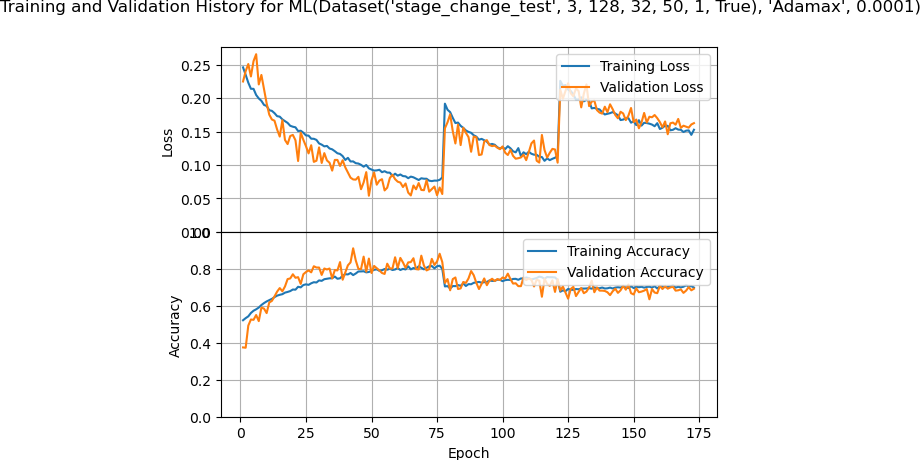 Training and Validation History for ML(Dataset('stage_change_test', 3, 128, 32, 50, 1, True), 'Adamax', 0.0001)
0.25
0.20
0.15
0.10
0.05
0.00
Loss
Training Loss
Validation Loss
1.0
0.8
0.6
0.4
0.2
0.0
Accuracy
Training Accuracy
Validation Accuracy
0 25 50 75 100 125 150 175
Epoch